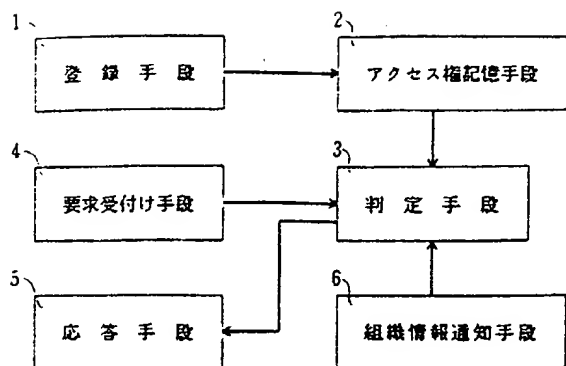 1
登録手段
2
アクセス権記憶手段
4
要求受付け手段
3
判定手段
5
応答手段
6
組織情報通知手段